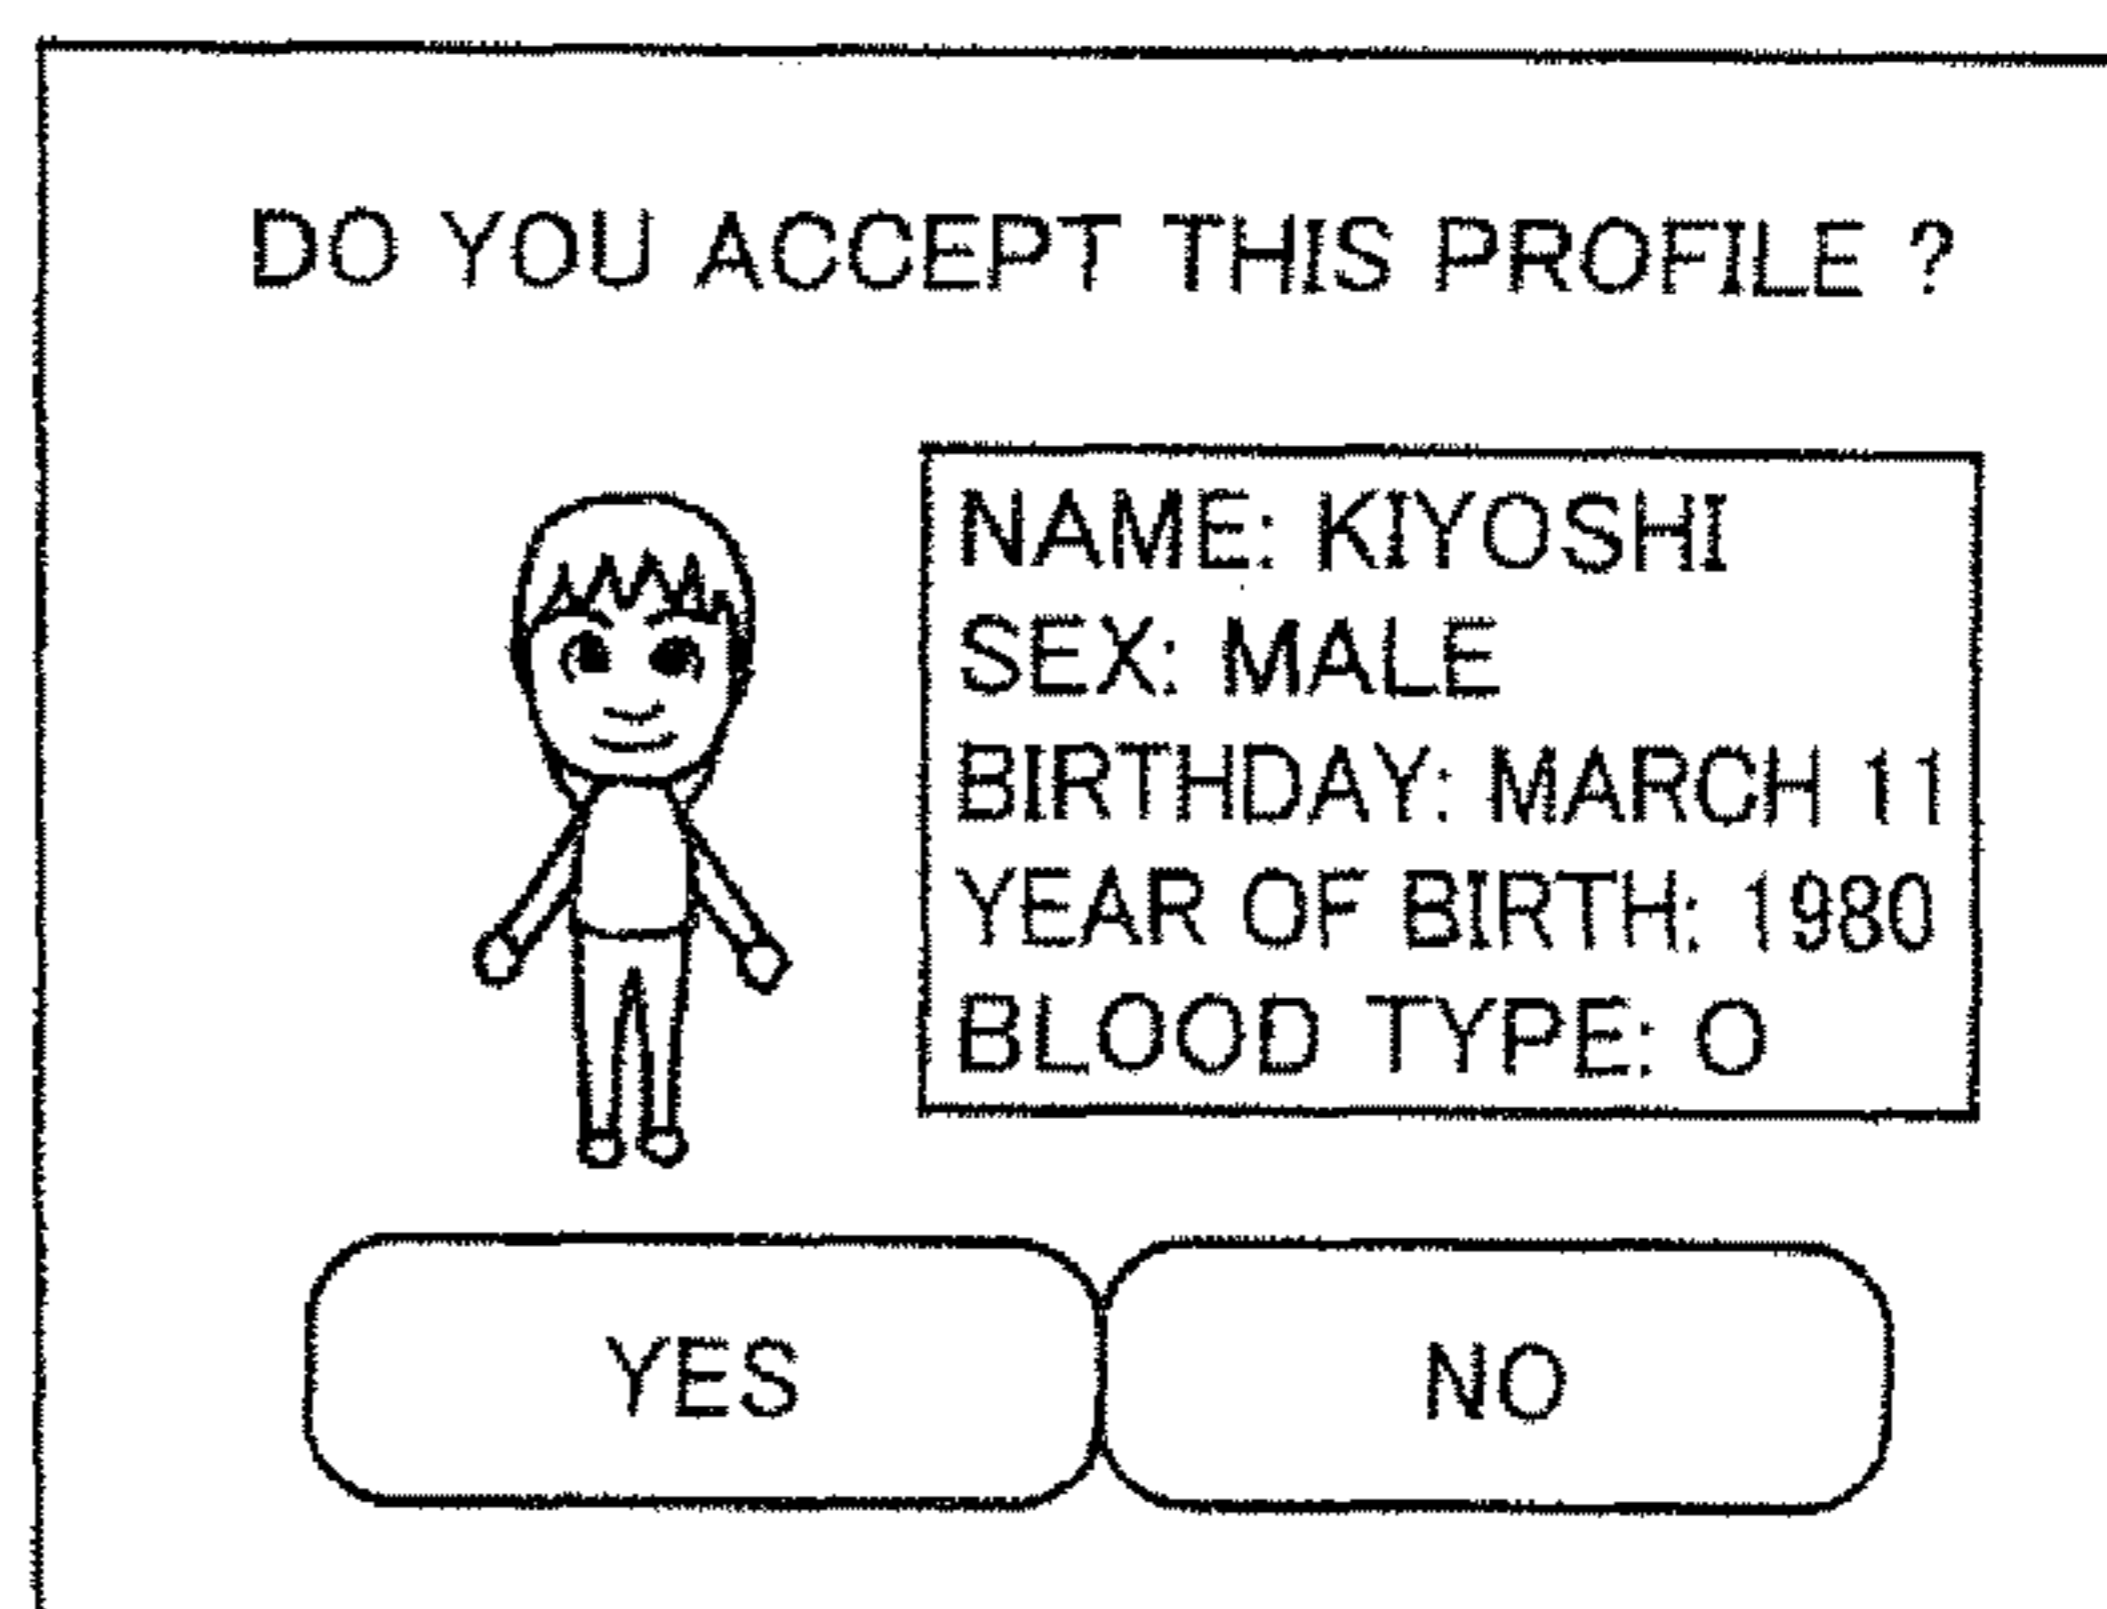 DO YOU ACCEPT THIS PROFILE ?
NAME: KIYOSHI
SEX: MALE
BIRTHDAY: MARCH 11
YEAR OF BIRTH: 1980
BLOOD TYPE: O
YES
NO